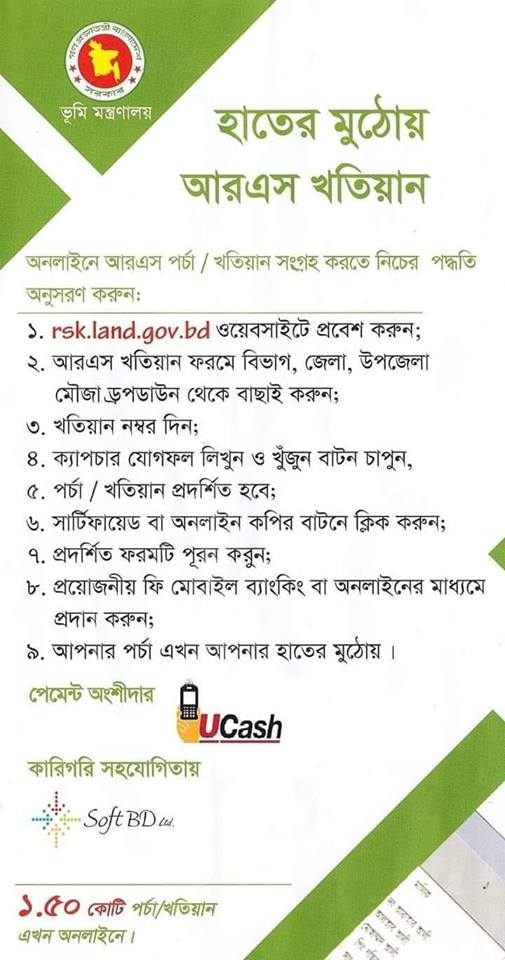 গণপ্রজাতন্ত্রী বাংলাদেশ
সরকার
ভূমি মন্ত্রণালয়
হাতের মুঠোয়
আরএস খতিয়ান
অনলাইনে আরএস পর্চা / খতিয়ান সংগ্রহ করতে নিচের পদ্ধতি
অনুসরণ করুন:
১. rsk.land.gov.bd ওয়েবসাইটে প্রবেশ করুন;
২. আরএস খতিয়ান ফরমে বিভাগ, জেলা, উপজেলা
মৌজা ড্রপডাউন থেকে বাছাই করুন;
৩. খতিয়ান নম্বর দিন;
৪. ক্যাপচার যোগফল লিখুন ও খুঁজুন বাটন চাপুন,
৫. পর্চা / খতিয়ান প্রদর্শিত হবে;
৬. সার্টিফায়েড বা অনলাইন কপির বাটনে ক্লিক করুন;
৭. প্রদর্শিত ফরমটি পূরন করুন;
৮. প্রয়োজনীয় ফি মোবাইল ব্যাংকিং বা অনলাইনের মাধ্যমে
প্রদান করুন;
৯. আপনার পর্চা এখন আপনার হাতের মুঠোয় ।
পেমেন্ট অংশীদার
UCash
কারিগরি সহযোগিতায়
Soft BD Ltd.
১.৫০ কোটি পর্চা/খতিয়ান
এখন অনলাইনে ।